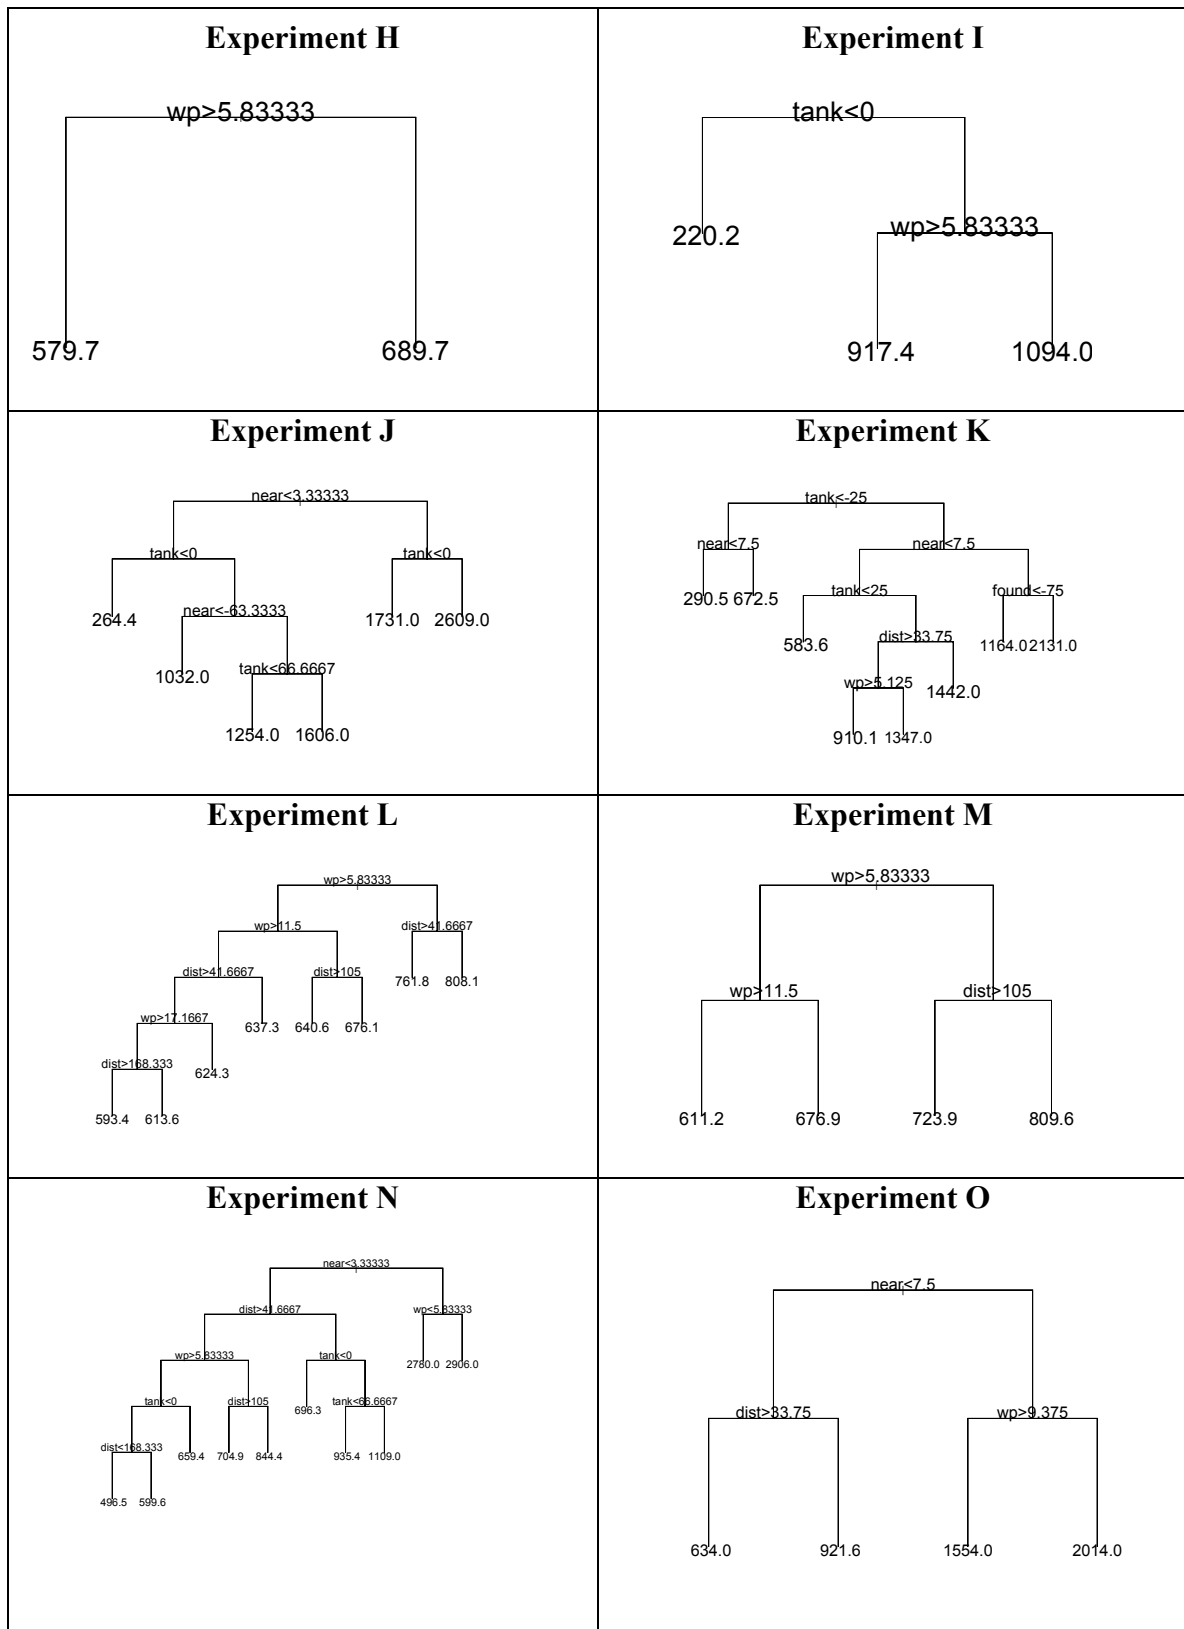 Experiment H
wp>5.83333
579.7 689.7
Experiment I
tank<0
220.2 wp>5.83333
917.4 1094.0
Experiment J
near<3.33333
tank<0 tank<0
264.4 near<-63.3333 1731.0 2609.0
1032.0 tank<66.6667
1254.0 1606.0
Experiment K
tank<-25
near<7.5 near<7.5
290.5 672.5 tank<25 found<-75
583.6 dist>33.75 1164.0 2131.0
wp>5.125 1442.0
910.1 1347.0
Experiment L
wp>5.83333
wp>11.5 dist>41.6667
dist>41.6667 dist>105 761.8 808.1
wp>17.1667 637.3 640.6 676.1
dist>168.333 624.3
593.4 613.6
Experiment M
wp>5.83333
wp>11.5 dist>105
611.2 676.9 723.9 809.6
Experiment N
near<3.33333
dist>41.6667 wp<5.83333
wp>5.83333 tank<0 2780.0 2906.0
tank<0 dist>105 696.3 tank<66.6667
dist<168.333 659.4 704.9 844.4 935.4 1109.0
496.5 599.6
Experiment O
near<7.5
dist>33.75 wp>9.375
634.0 921.6 1554.0 2014.0